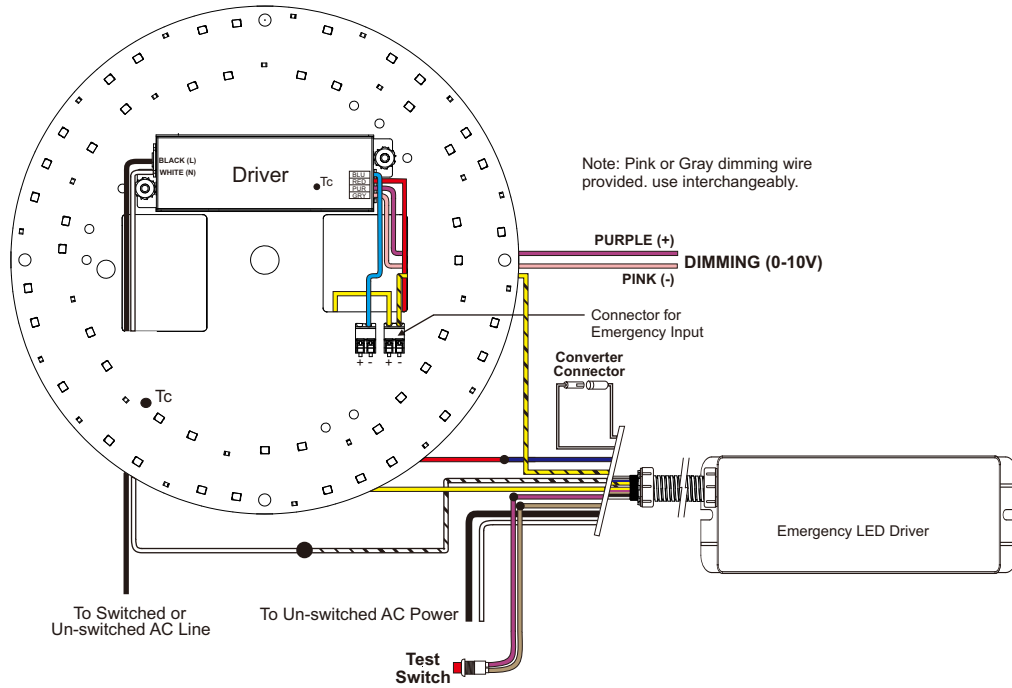 BLACK (L)
WHITE (N)
Driver
Tc
BLU
RED
PUR
GRY
Note: Pink or Gray dimming wire
provided. use interchangeably.
PURPLE (+)
DIMMING (0-10V)
PINK (-)
Connector for
Emergency Input
+ - + -
Converter
Connector
Tc
Emergency LED Driver
To Switched or
Un-switched AC Line
To Un-switched AC Power
Test
Switch